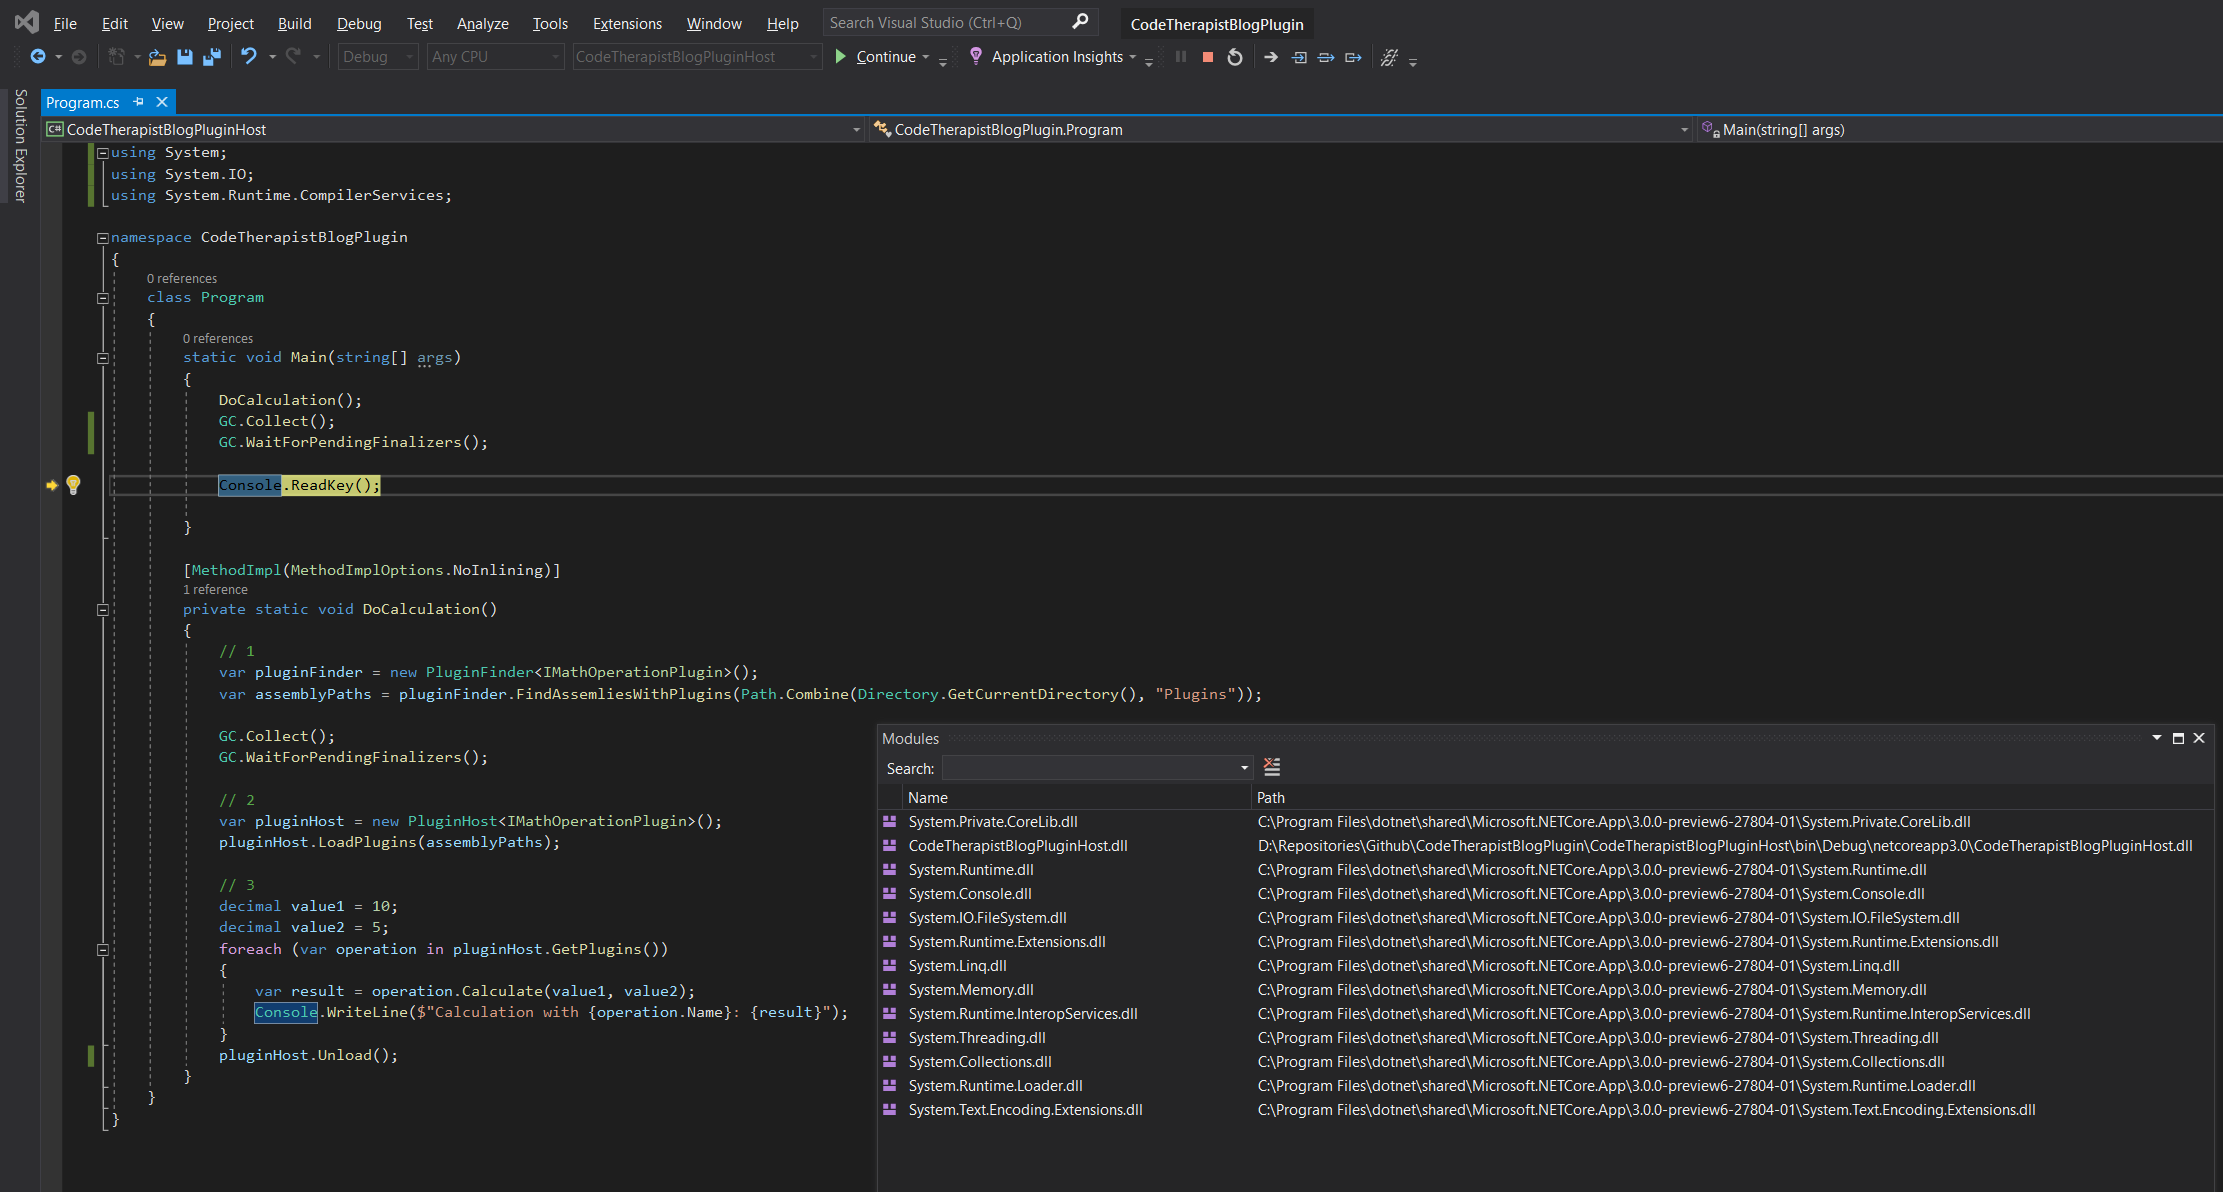 File Edit View Project Build Debug Test Analyze Tools Extensions Window Help Search Visual Studio (Ctrl+Q) CodeTherapistBlogPlugin
Debug Any CPU CodeTherapistBlogPluginHost Continue Application Insights
Solution Explorer
Program.cs
C# CodeTherapistBlogPluginHost CodeTherapistBlogPlugin.Program Main(string[] args)
using System;
using System.IO;
using System.Runtime.CompilerServices;
namespace CodeTherapistBlogPlugin
{
0 references
class Program
{
0 references
static void Main(string[] args)
{
DoCalculation();
GC.Collect();
GC.WaitForPendingFinalizers();
Console.ReadKey();
}
[MethodImpl(MethodImplOptions.NoInlining)]
1 reference
private static void DoCalculation()
{
// 1
var pluginFinder = new PluginFinder<IMathOperationPlugin>();
var assemblyPaths = pluginFinder.FindAssemliesWithPlugins(Path.Combine(Directory.GetCurrentDirectory(), "Plugins"));
GC.Collect();
GC.WaitForPendingFinalizers();
// 2
var pluginHost = new PluginHost<IMathOperationPlugin>();
pluginHost.LoadPlugins(assemblyPaths);
// 3
decimal value1 = 10;
decimal value2 = 5;
foreach (var operation in pluginHost.GetPlugins())
{
var result = operation.Calculate(value1, value2);
Console.WriteLine($"Calculation with {operation.Name}: {result}");
}
pluginHost.Unload();
}
}
}
Modules
Search:
Name Path
System.Private.CoreLib.dll C:\Program Files\dotnet\shared\Microsoft.NETCore.App\3.0.0-preview6-27804-01\System.Private.CoreLib.dll
CodeTherapistBlogPluginHost.dll D:\Repositories\Github\CodeTherapistBlogPlugin\CodeTherapistBlogPluginHost\bin\Debug\netcoreapp3.0\CodeTherapistBlogPluginHost.dll
System.Runtime.dll C:\Program Files\dotnet\shared\Microsoft.NETCore.App\3.0.0-preview6-27804-01\System.Runtime.dll
System.Console.dll C:\Program Files\dotnet\shared\Microsoft.NETCore.App\3.0.0-preview6-27804-01\System.Console.dll
System.IO.FileSystem.dll C:\Program Files\dotnet\shared\Microsoft.NETCore.App\3.0.0-preview6-27804-01\System.IO.FileSystem.dll
System.Runtime.Extensions.dll C:\Program Files\dotnet\shared\Microsoft.NETCore.App\3.0.0-preview6-27804-01\System.Runtime.Extensions.dll
System.Linq.dll C:\Program Files\dotnet\shared\Microsoft.NETCore.App\3.0.0-preview6-27804-01\System.Linq.dll
System.Memory.dll C:\Program Files\dotnet\shared\Microsoft.NETCore.App\3.0.0-preview6-27804-01\System.Memory.dll
System.Runtime.InteropServices.dll C:\Program Files\dotnet\shared\Microsoft.NETCore.App\3.0.0-preview6-27804-01\System.Runtime.InteropServices.dll
System.Threading.dll C:\Program Files\dotnet\shared\Microsoft.NETCore.App\3.0.0-preview6-27804-01\System.Threading.dll
System.Collections.dll C:\Program Files\dotnet\shared\Microsoft.NETCore.App\3.0.0-preview6-27804-01\System.Collections.dll
System.Runtime.Loader.dll C:\Program Files\dotnet\shared\Microsoft.NETCore.App\3.0.0-preview6-27804-01\System.Runtime.Loader.dll
System.Text.Encoding.Extensions.dll C:\Program Files\dotnet\shared\Microsoft.NETCore.App\3.0.0-preview6-27804-01\System.Text.Encoding.Extensions.dll